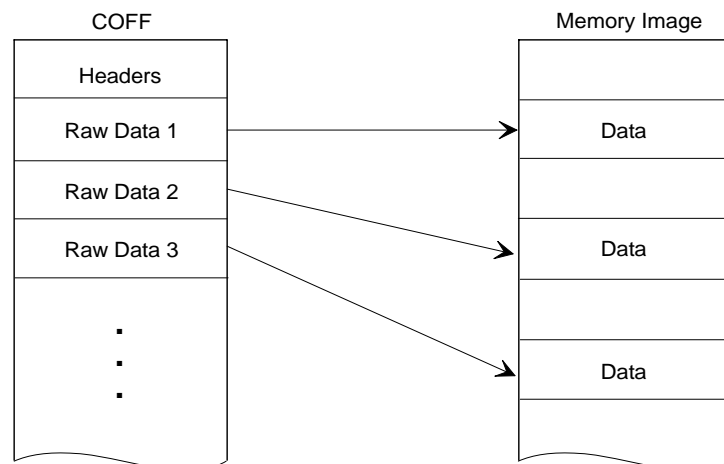 COFF
Headers
Raw Data 1
Raw Data 2
Raw Data 3
.
.
.
Memory Image
Data
Data
Data